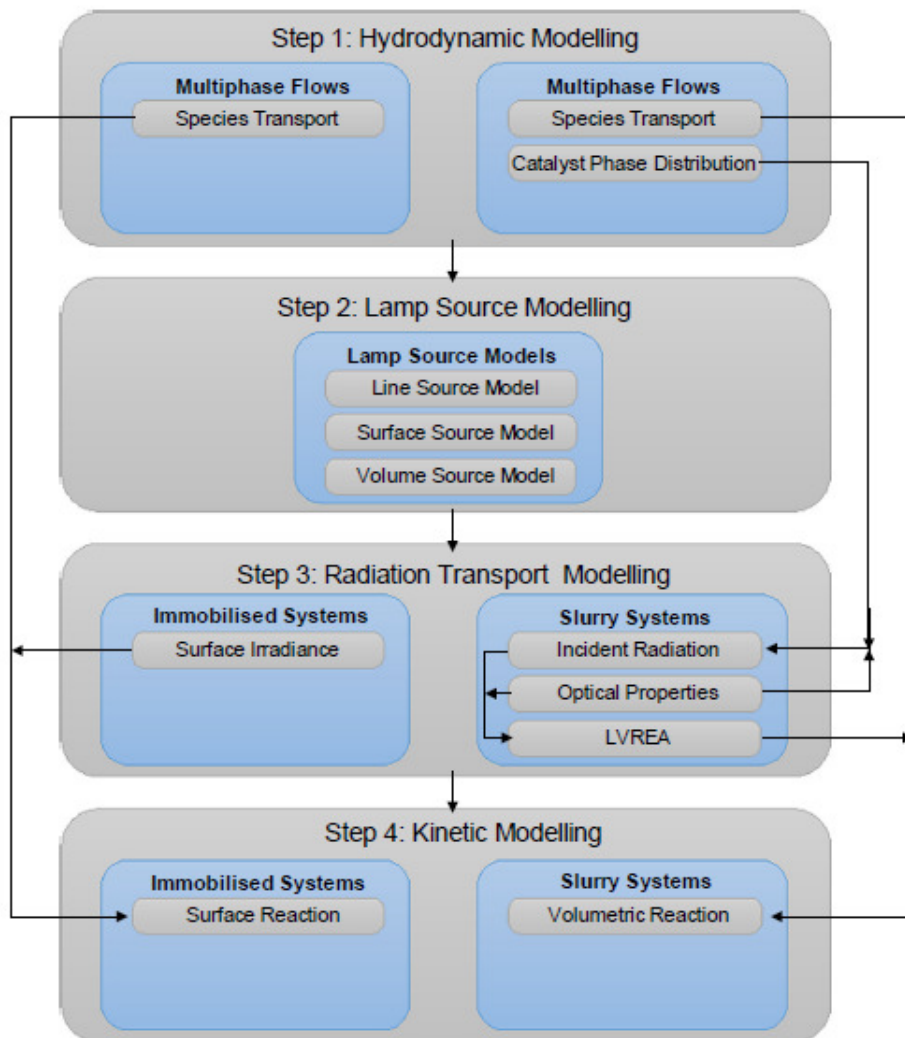 Step 1: Hydrodynamic Modelling
Multiphase Flows
Species Transport
Multiphase Flows
Species Transport
Catalyst Phase Distribution
Step 2: Lamp Source Modelling
Lamp Source Models
Line Source Model
Surface Source Model
Volume Source Model
Step 3: Radiation Transport Modelling
Immobilised Systems
Surface Irradiance
Slurry Systems
Incident Radiation
Optical Properties
LVREA
Step 4: Kinetic Modelling
Immobilised Systems
Surface Reaction
Slurry Systems
Volumetric Reaction